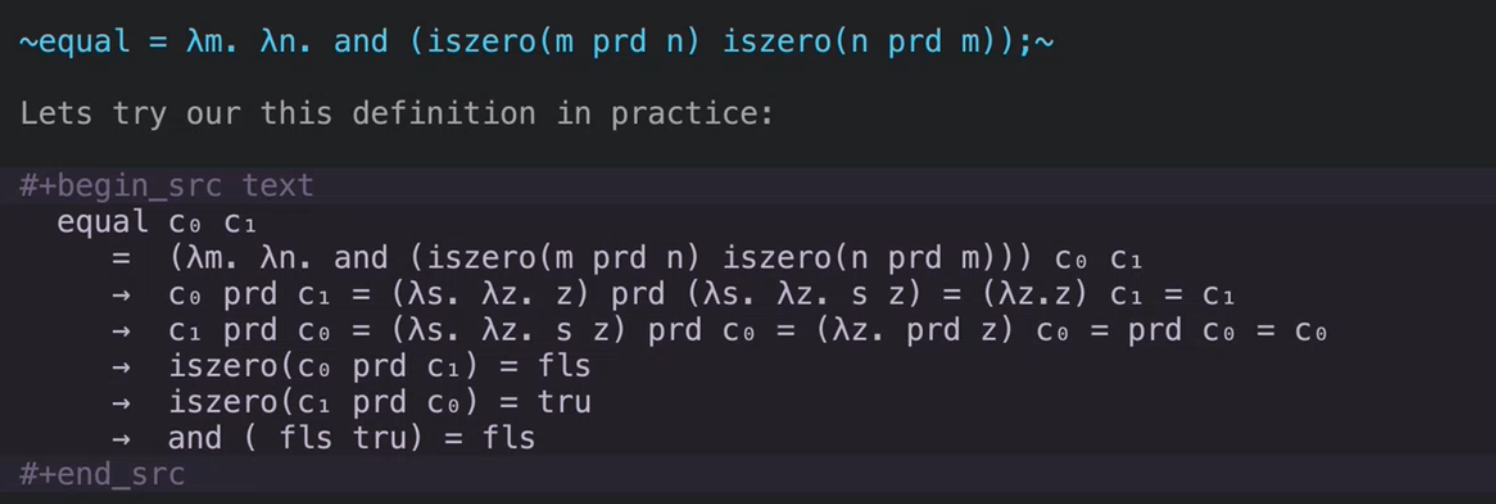 ~equal = λm. λn. and (iszero(m prd n) iszero(n prd m));~
Lets try our this definition in practice:
#+begin_src text
equal c₀ c₁
= (λm. λn. and (iszero(m prd n) iszero(n prd m))) c₀ c₁
→ c₀ prd c₁ = (λs. λz. z) prd (λs. λz. s z) = (λz.z) c₁ = c₁
→ c₁ prd c₀ = (λs. λz. s z) prd c₀ = (λz. prd z) c₀ = prd c₀ = c₀
→ iszero(c₀ prd c₁) = fls
→ iszero(c₁ prd c₀) = tru
→ and ( fls tru) = fls
#+end_src